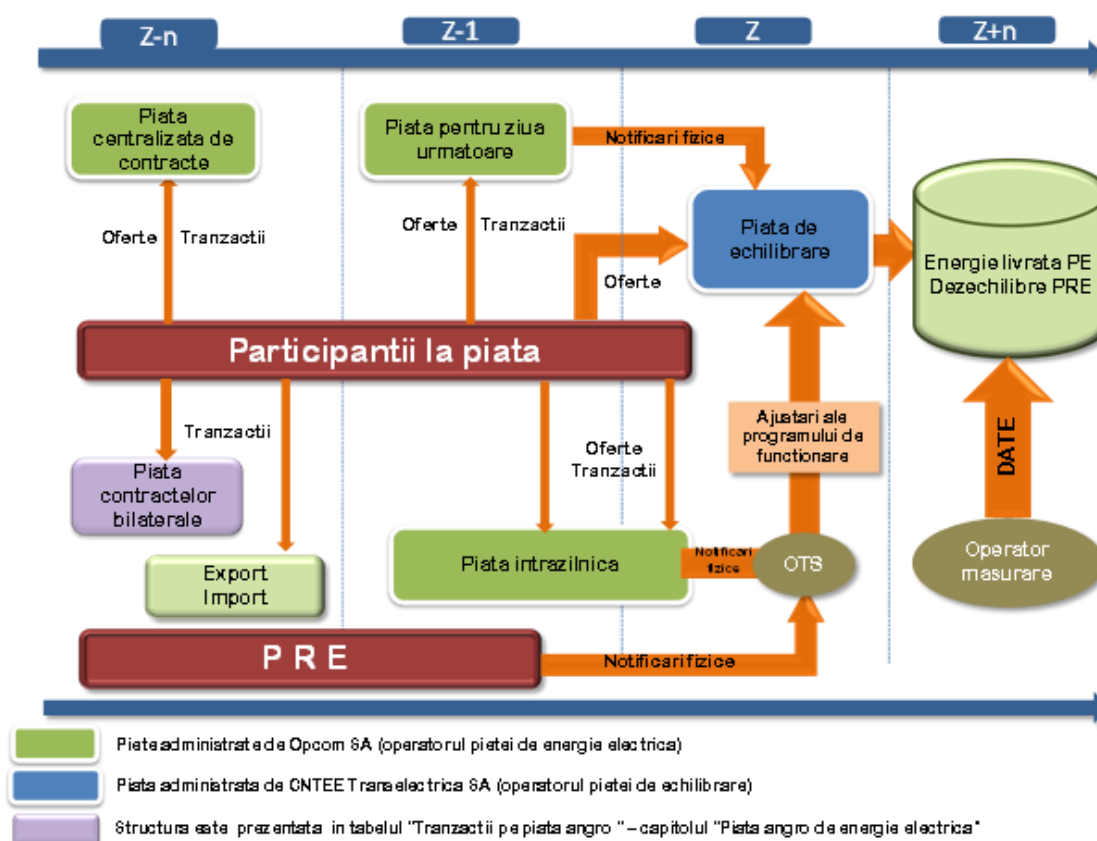 Z-n
Z-1
Z
Z+n
Piata
centralizata de
contracte
Piata pentru ziua
urmatoare
Notificari fizice
Piata de
echilibrare
Energie livrata PE
Dezechilibre PRE
Oferte
Tranzactii
Oferte
Tranzactii
Oferte
Participantii la piata
Tranzactii
Piata
contractelor
bilaterale
Export
Import
Oferte
Tranzactii
Ajustari ale
programului de
functionare
DATE
Piata intrazilnica
Notificari
fizice
OTS
Operator
masurare
PRE
Notificari fizice
Piete administrate de Opcom SA (operatorul pietei de energie electrica)
Piata administrata de CNTEE Transelectrica SA (operatorul pietei de echilibrare)
Structura este prezentata in tabelul "Tranzactii pe piata angro " – capitolul "Piata angro de energie electrica"